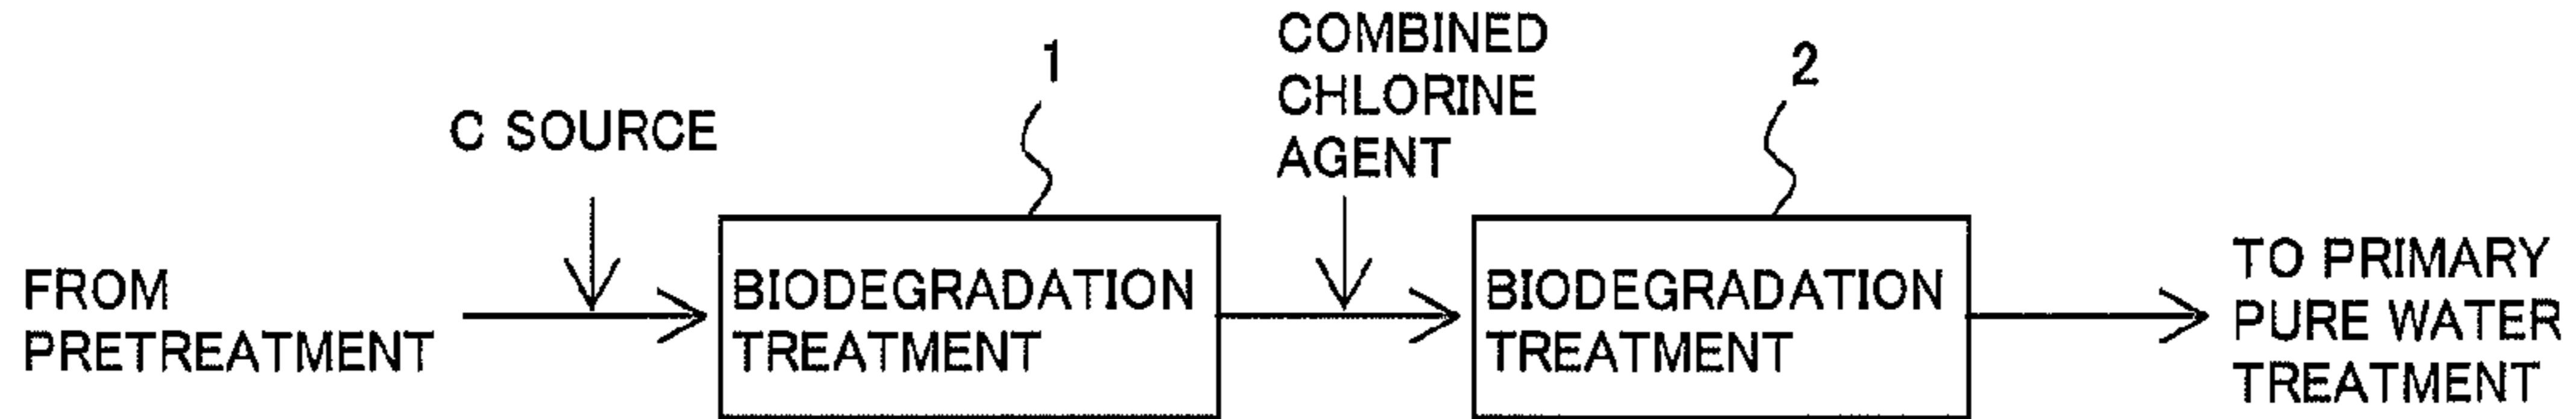 FROM
PRETREATMENT
C SOURCE
1
BIODEGRADATION
TREATMENT
COMBINED
CHLORINE
AGENT
2
BIODEGRADATION
TREATMENT
TO PRIMARY
PURE WATER
TREATMENT